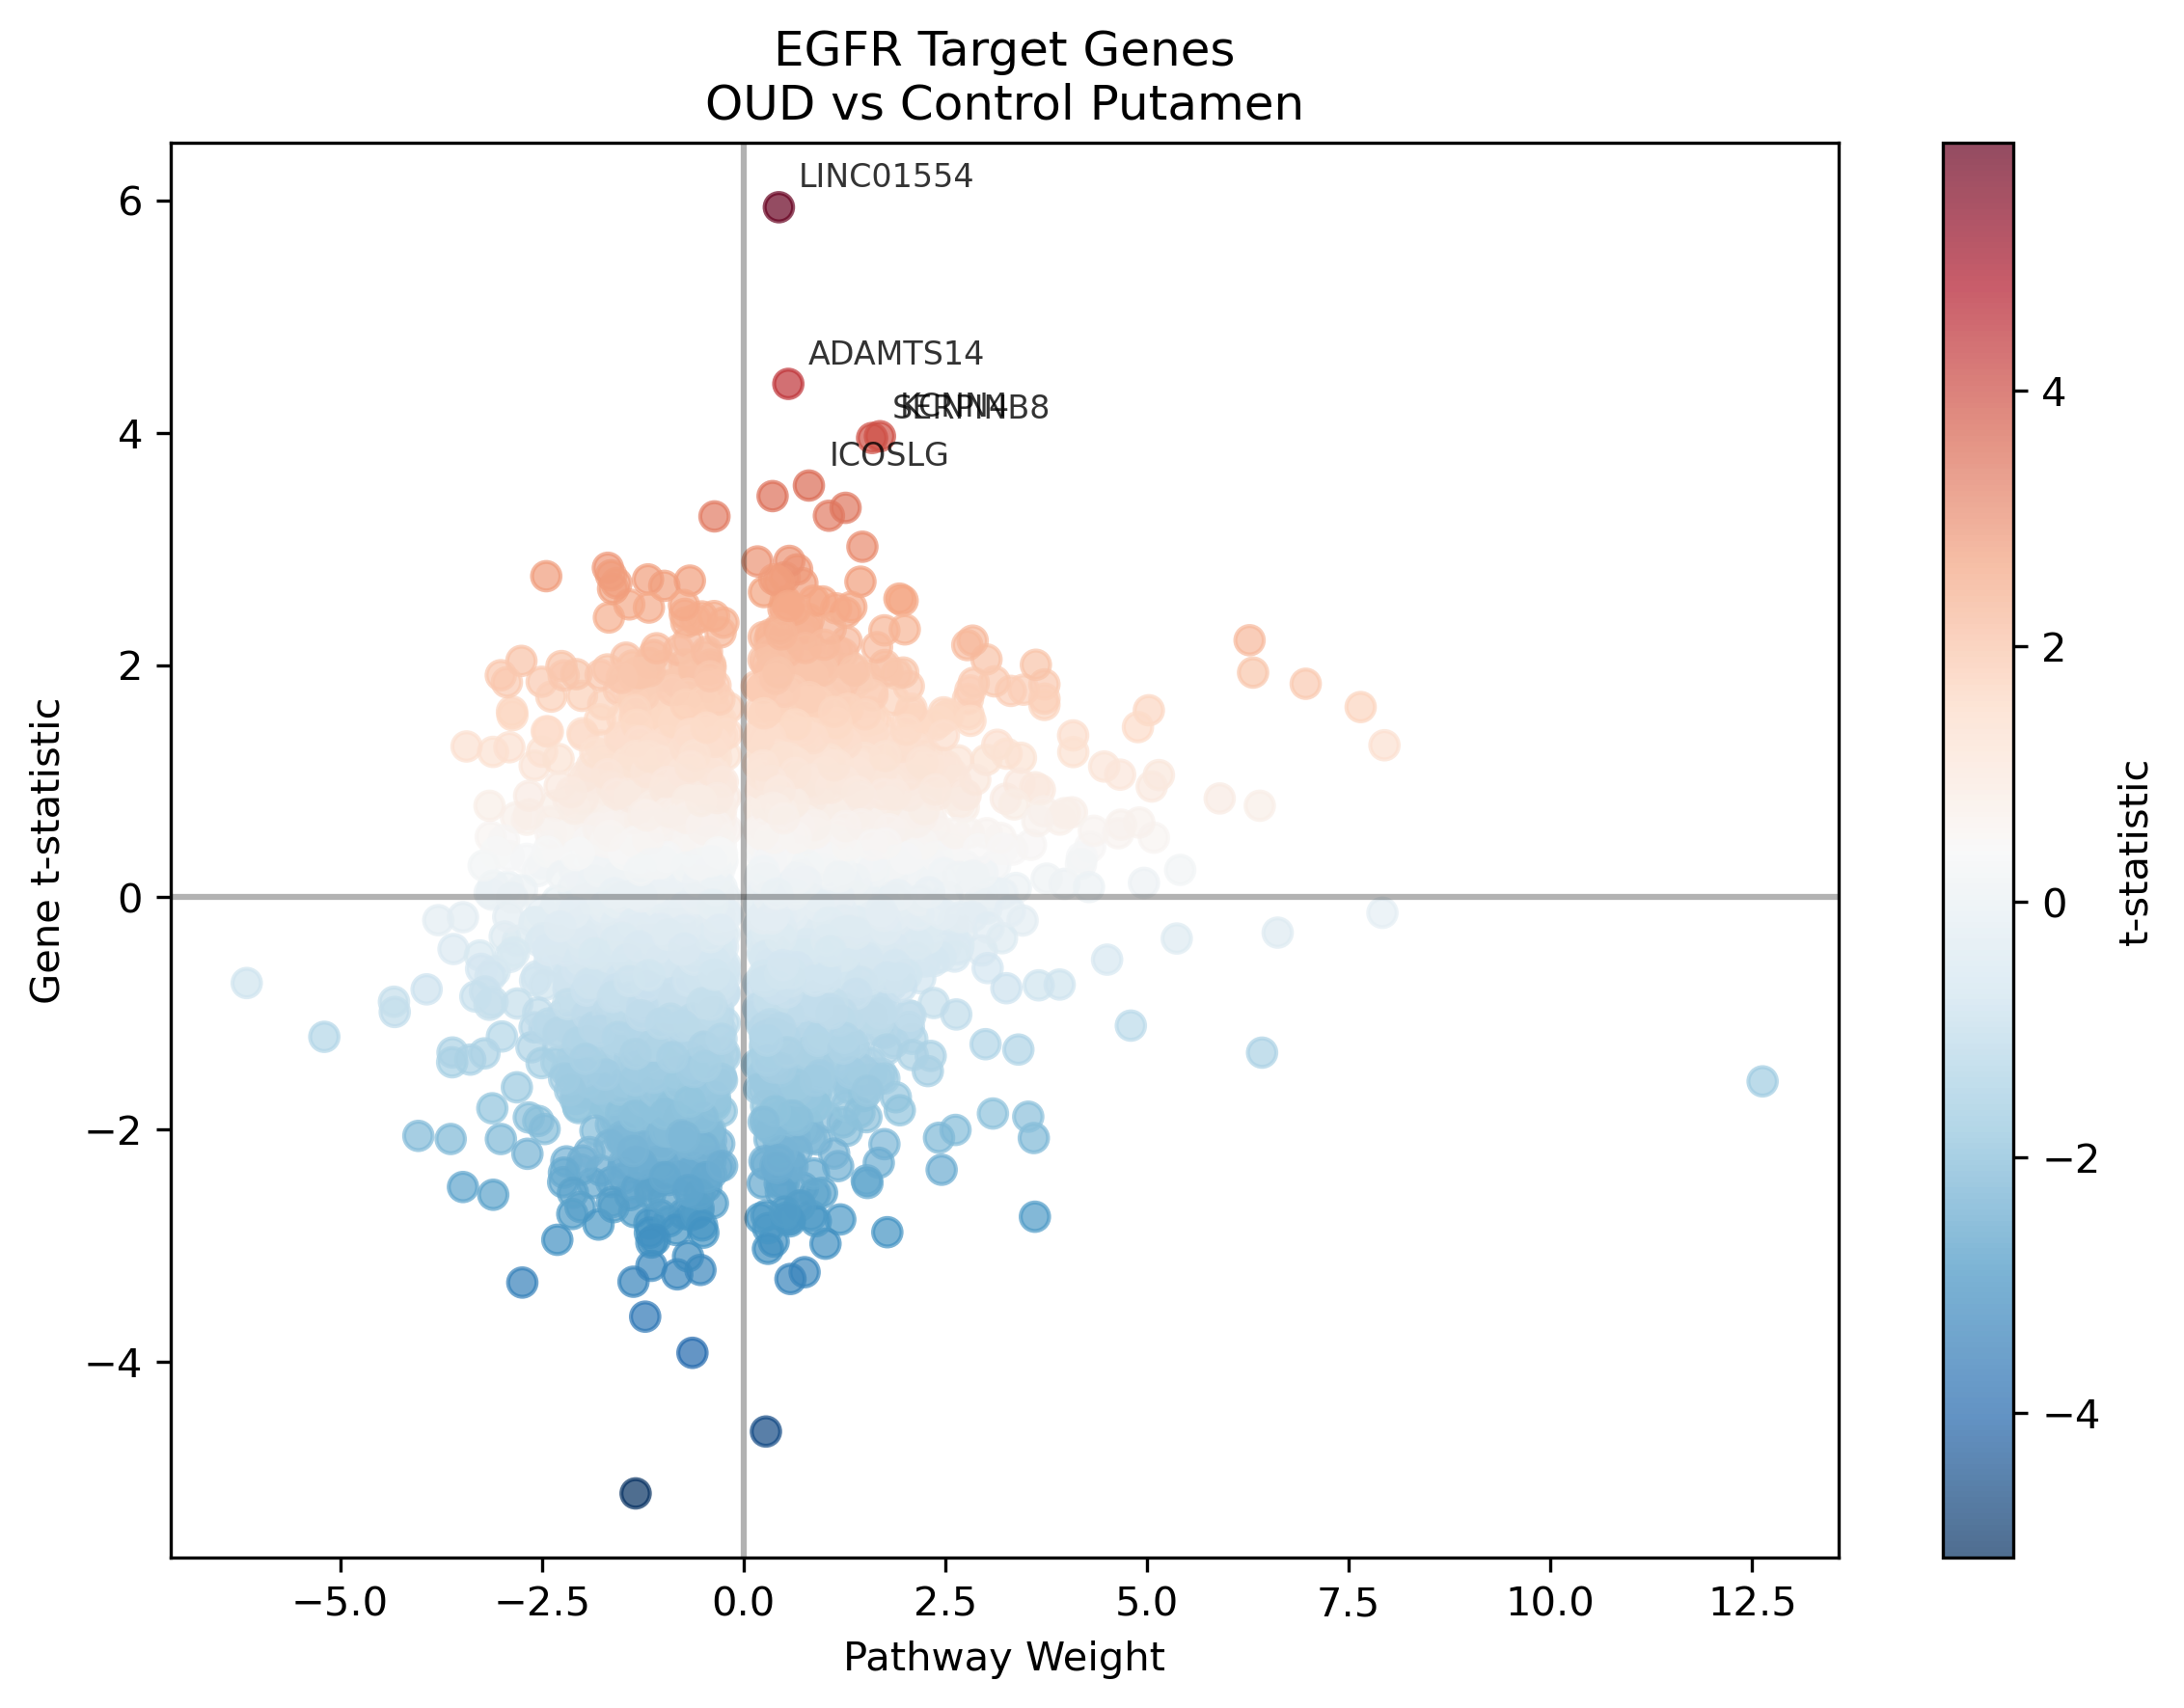 EGFR Target Genes
OUD vs Control Putamen
LINC01554
ADAMTS14
KCNN4
SERPINB8
ICOSLG
6
4
2
0
−2
−4
Gene t-statistic
−5.0
−2.5
0.0
2.5
5.0
7.5
10.0
12.5
Pathway Weight
4
2
0
−2
−4
t-statistic